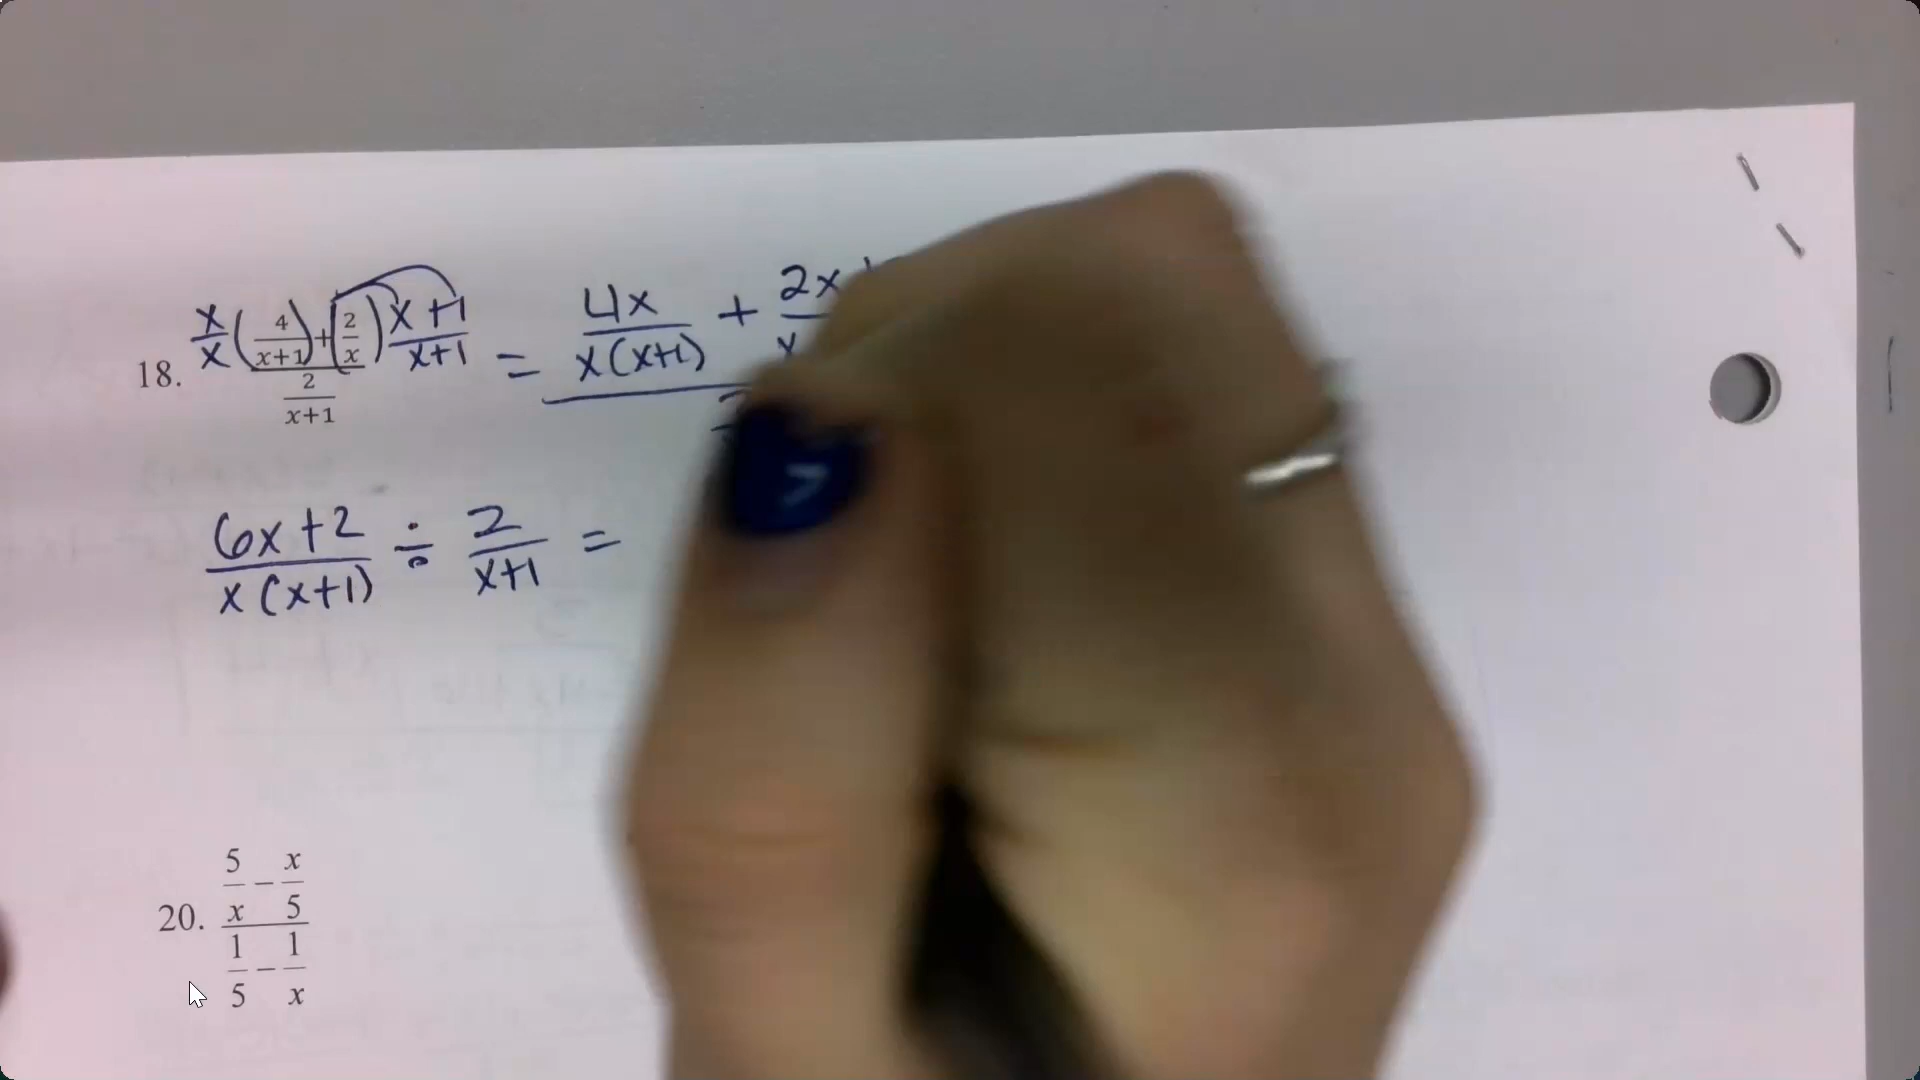 18. x/x (4/(x+1)) + (2/x) (x+1)/(x+1) / (2/(x+1)) = 4x/(x(x+1)) + 2x
(6x+2)/(x(x+1)) ÷ 2/(x+1) =
20. (5/x − x/5) / (1/5 − 1/x)